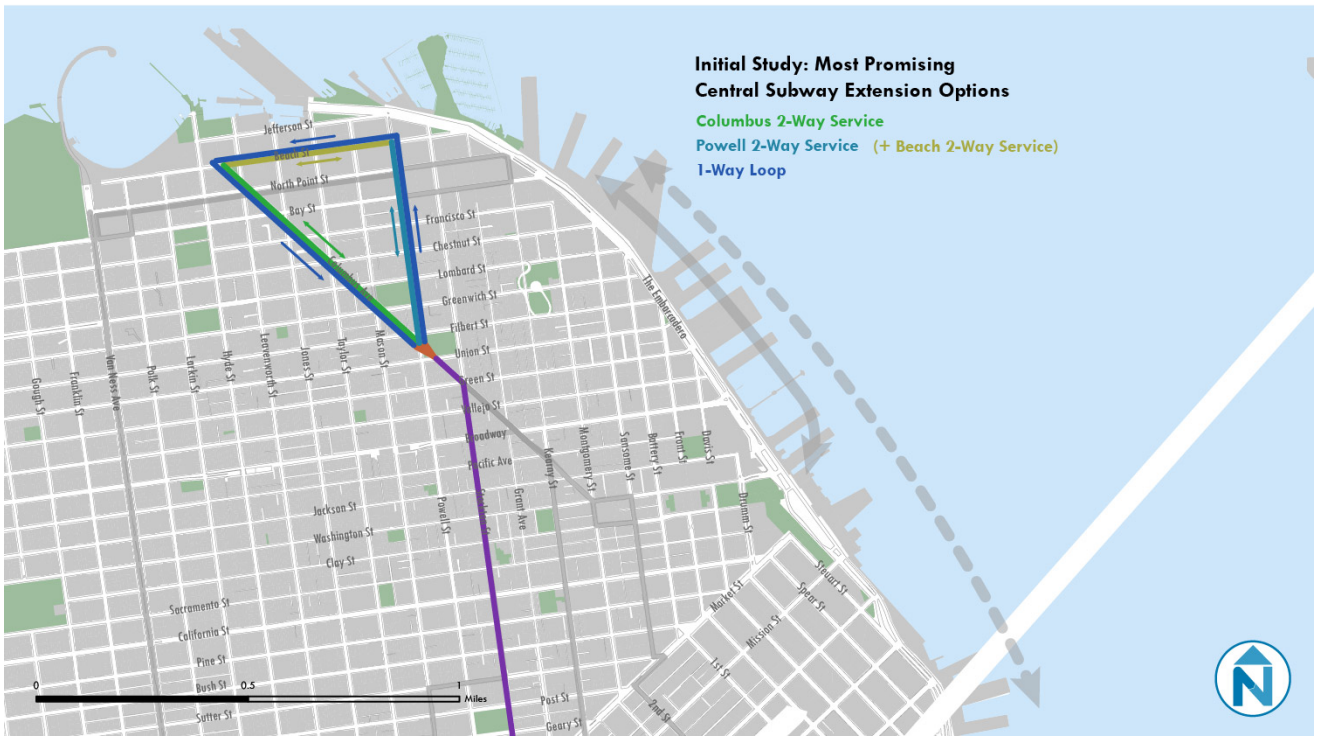 Initial Study: Most Promising
Central Subway Extension Options
Columbus 2-Way Service
Powell 2-Way Service (+ Beach 2-Way Service)
1-Way Loop
Jefferson St
Beach St
North Point St
Bay St
Francisco St
Chestnut St
Lombard St
Greenwich St
Columbus Ave
Filbert St
Union St
Green St
Vallejo St
Broadway
Pacific Ave
The Embarcadero
Gough St
Franklin St
Van Ness Ave
Polk St
Larkin St
Hyde St
Leavenworth St
Jones St
Taylor St
Mason St
Powell St
Grant Ave
Kearny St
Montgomery St
Sansome St
Battery St
Front St
Davis St
Drumm St
Jackson St
Washington St
Clay St
Sacramento St
California St
Pine St
Bush St
Sutter St
Post St
Geary St
Market St
Mission St
Spear St
Steuart St
1st St
2nd St
0
0.5
1
Miles
N